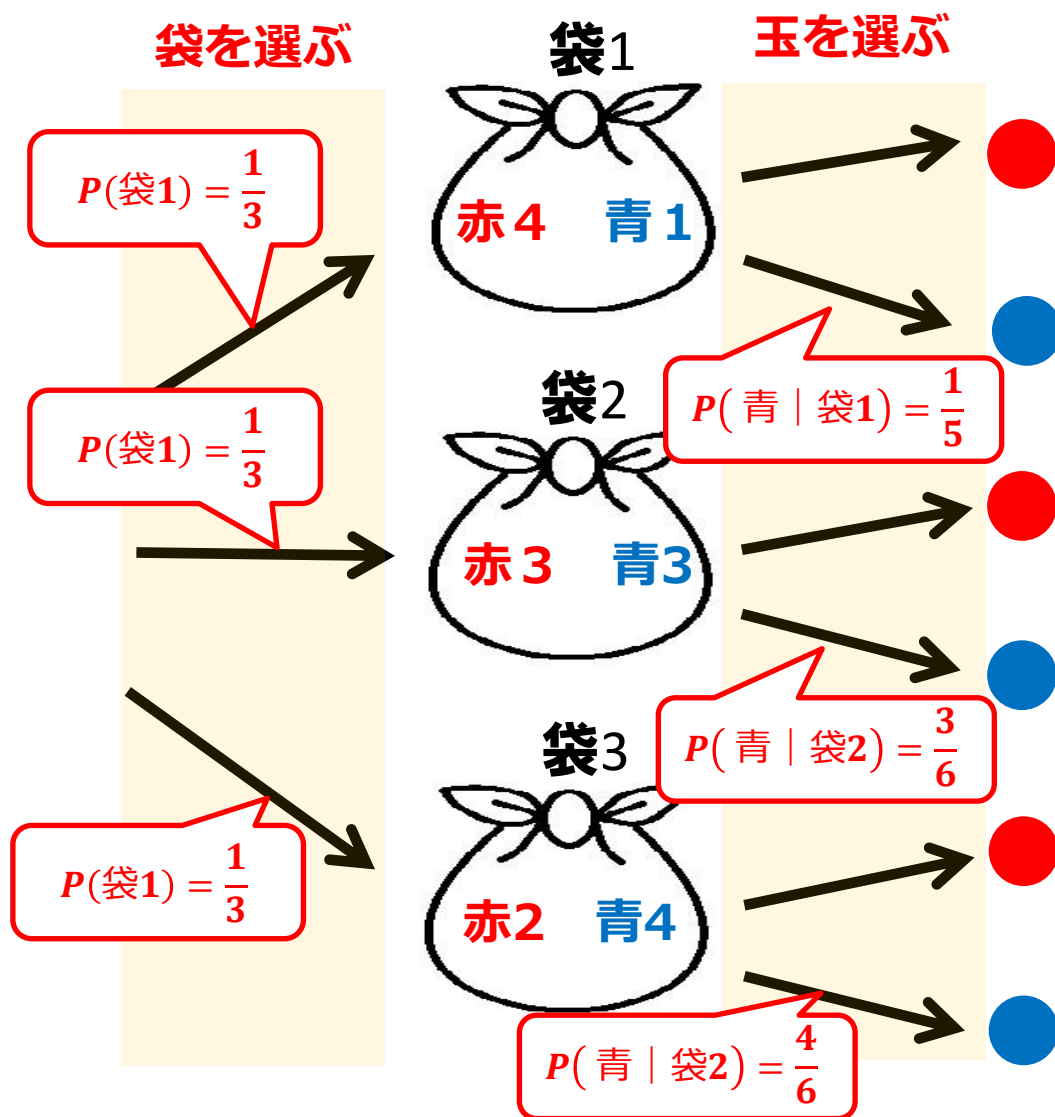 袋を選ぶ
袋1
玉を選ぶ
P(袋1) = 1/3
赤４ 青１
P( 青 | 袋1) = 1/5
袋2
P(袋1) = 1/3
赤３ 青3
P( 青 | 袋2) = 3/6
袋3
P(袋1) = 1/3
赤2 青4
P( 青 | 袋2) = 4/6